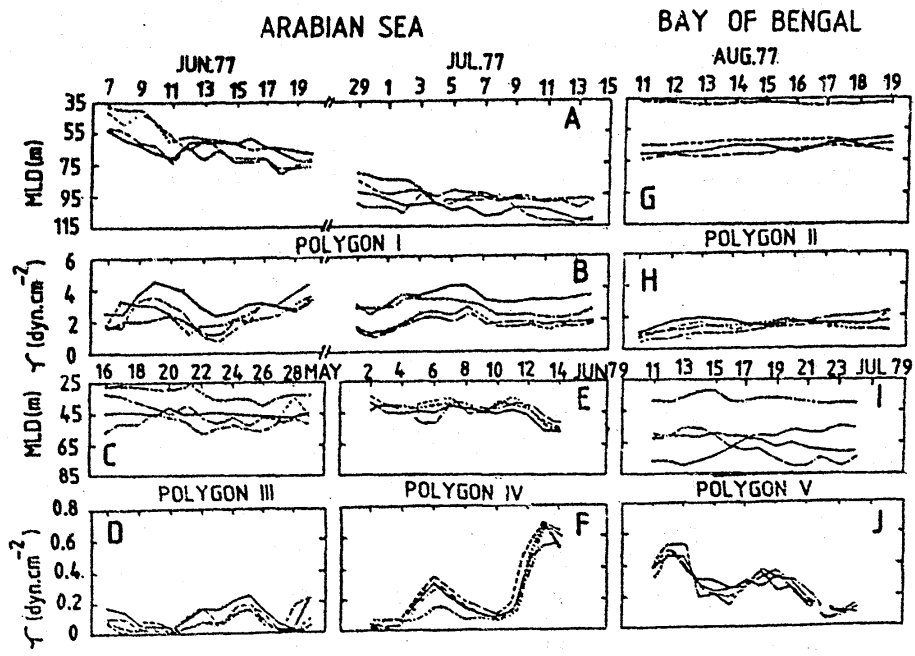 ARABIAN SEA BAY OF BENGAL
JUN.77 JUL.77 AUG.77
7 9 11 13 15 19 29 1 3 5 7 9 11 13 15 11 12 13 14 15 16 17 18 19
35 A
55
75
95 G
115
MLD(m)
POLYGON I POLYGON II
6 B H
4
2
0
τ (dyn.cm⁻²)
16 18 20 22 24 26 28 MAY 2 4 6 8 10 12 14 JUN79 11 13 15 17 19 21 23 JUL 79
25 E I
45
65 C
85
MLD(m)
POLYGON III POLYGON IV POLYGON V
0.8 D F J
0.6
0.4
0.2
0
τ (dyn.cm⁻²)